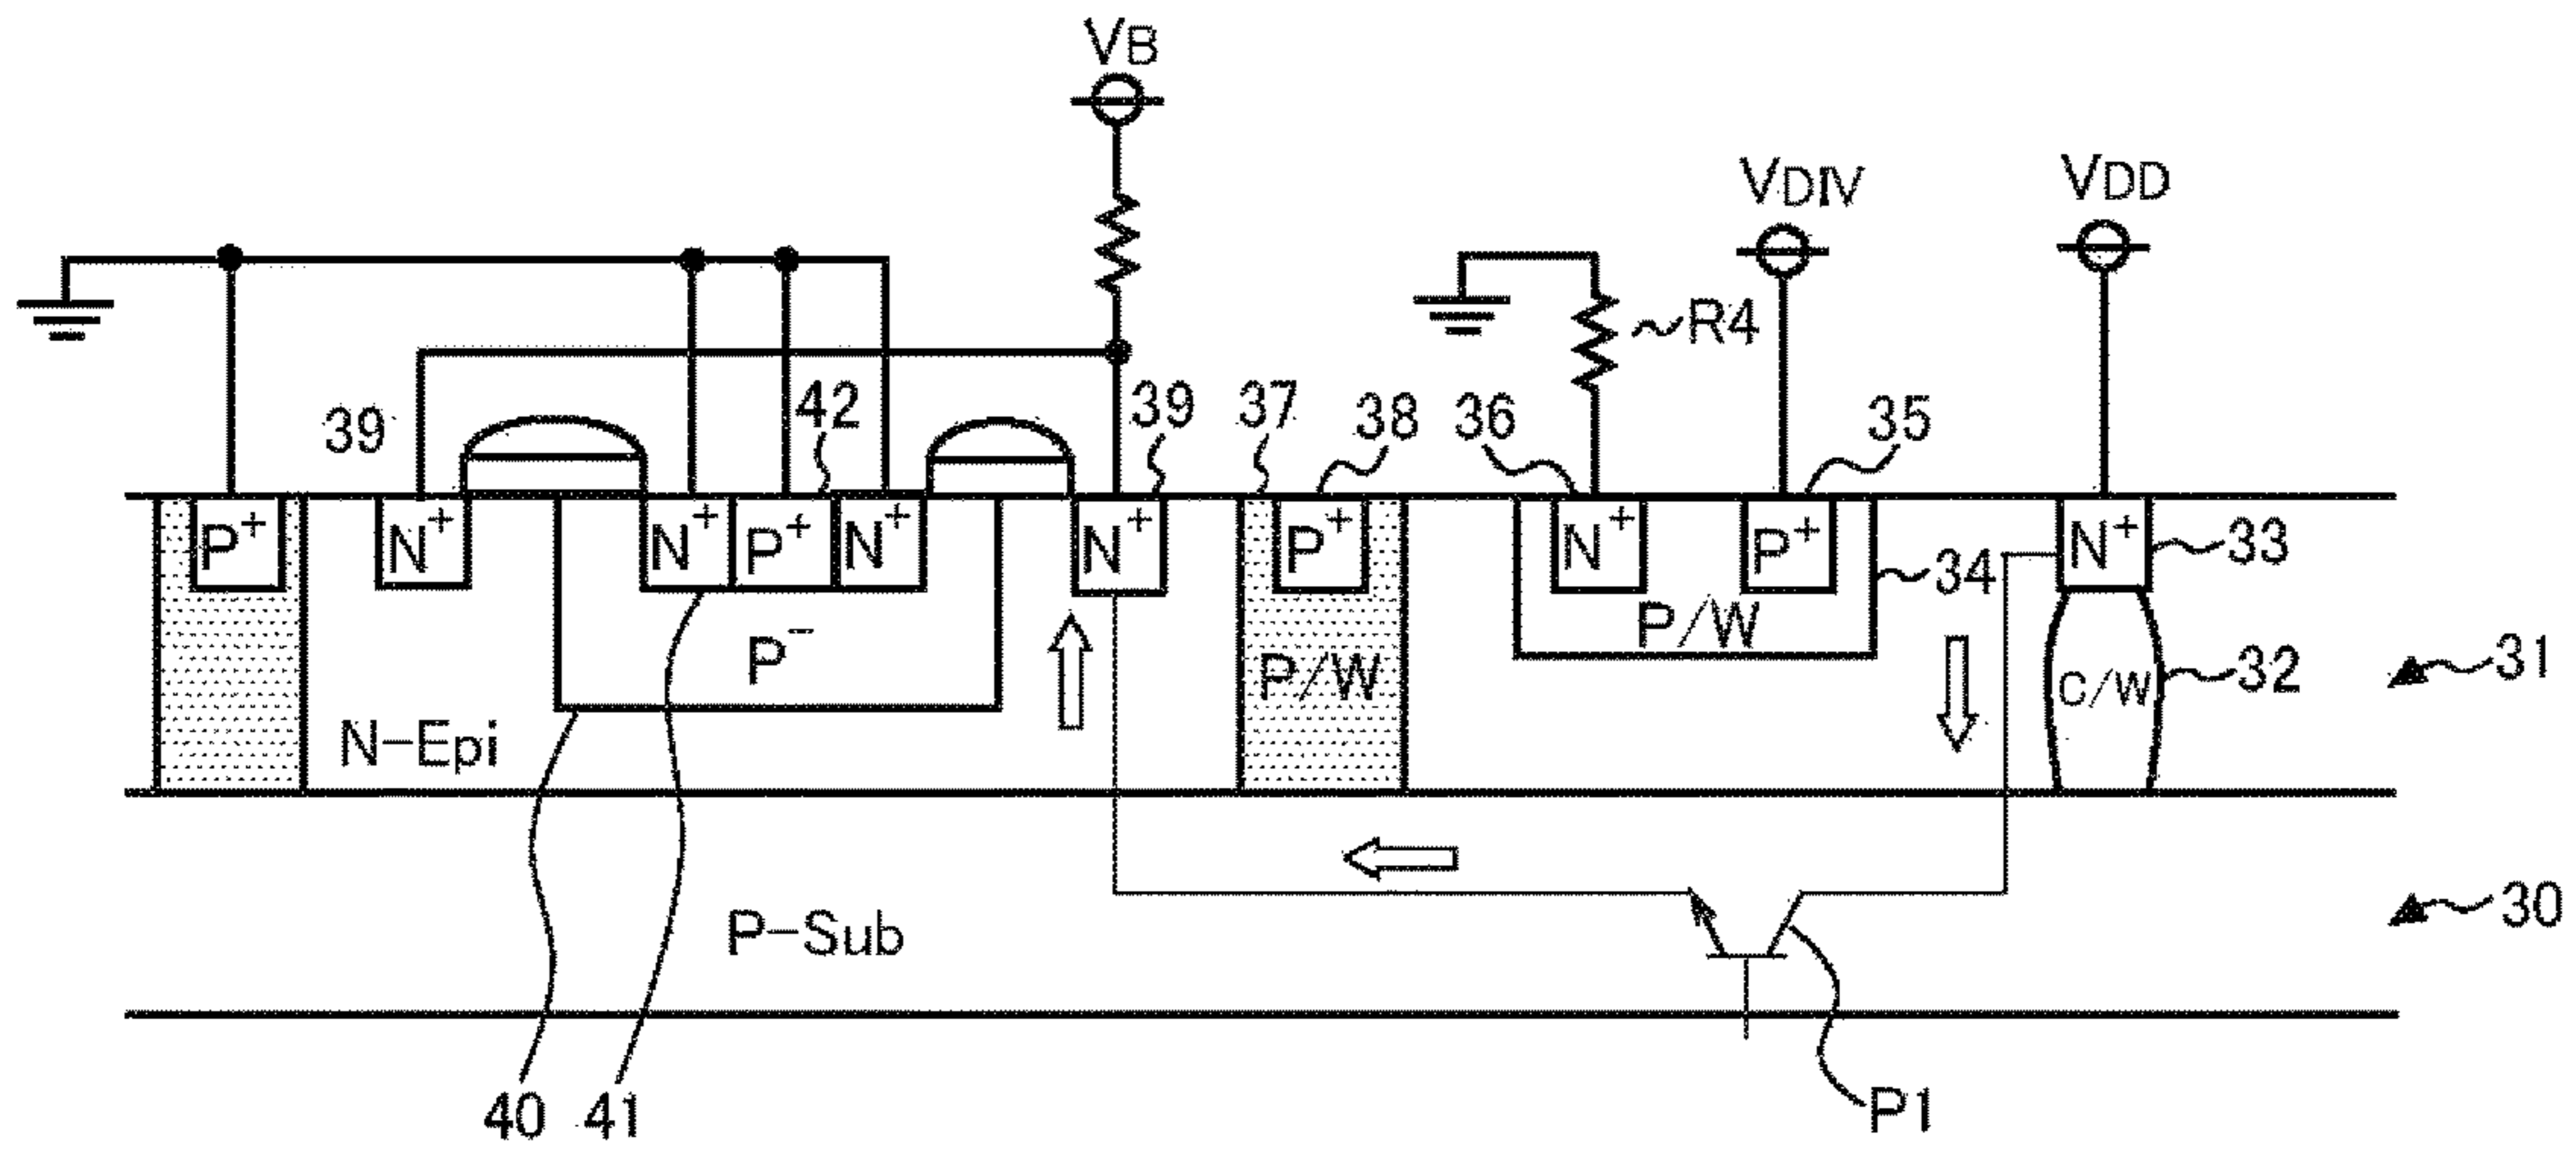 VB
VDIV
VDD
R4
39
42
39
37
38
36
35
P+
N+
N+
P+
N+
N+
P+
N+
P+
N+
33
34
P-
P/W
P/W
C/W
32
31
N-Epi
P-Sub
30
40
41
P1